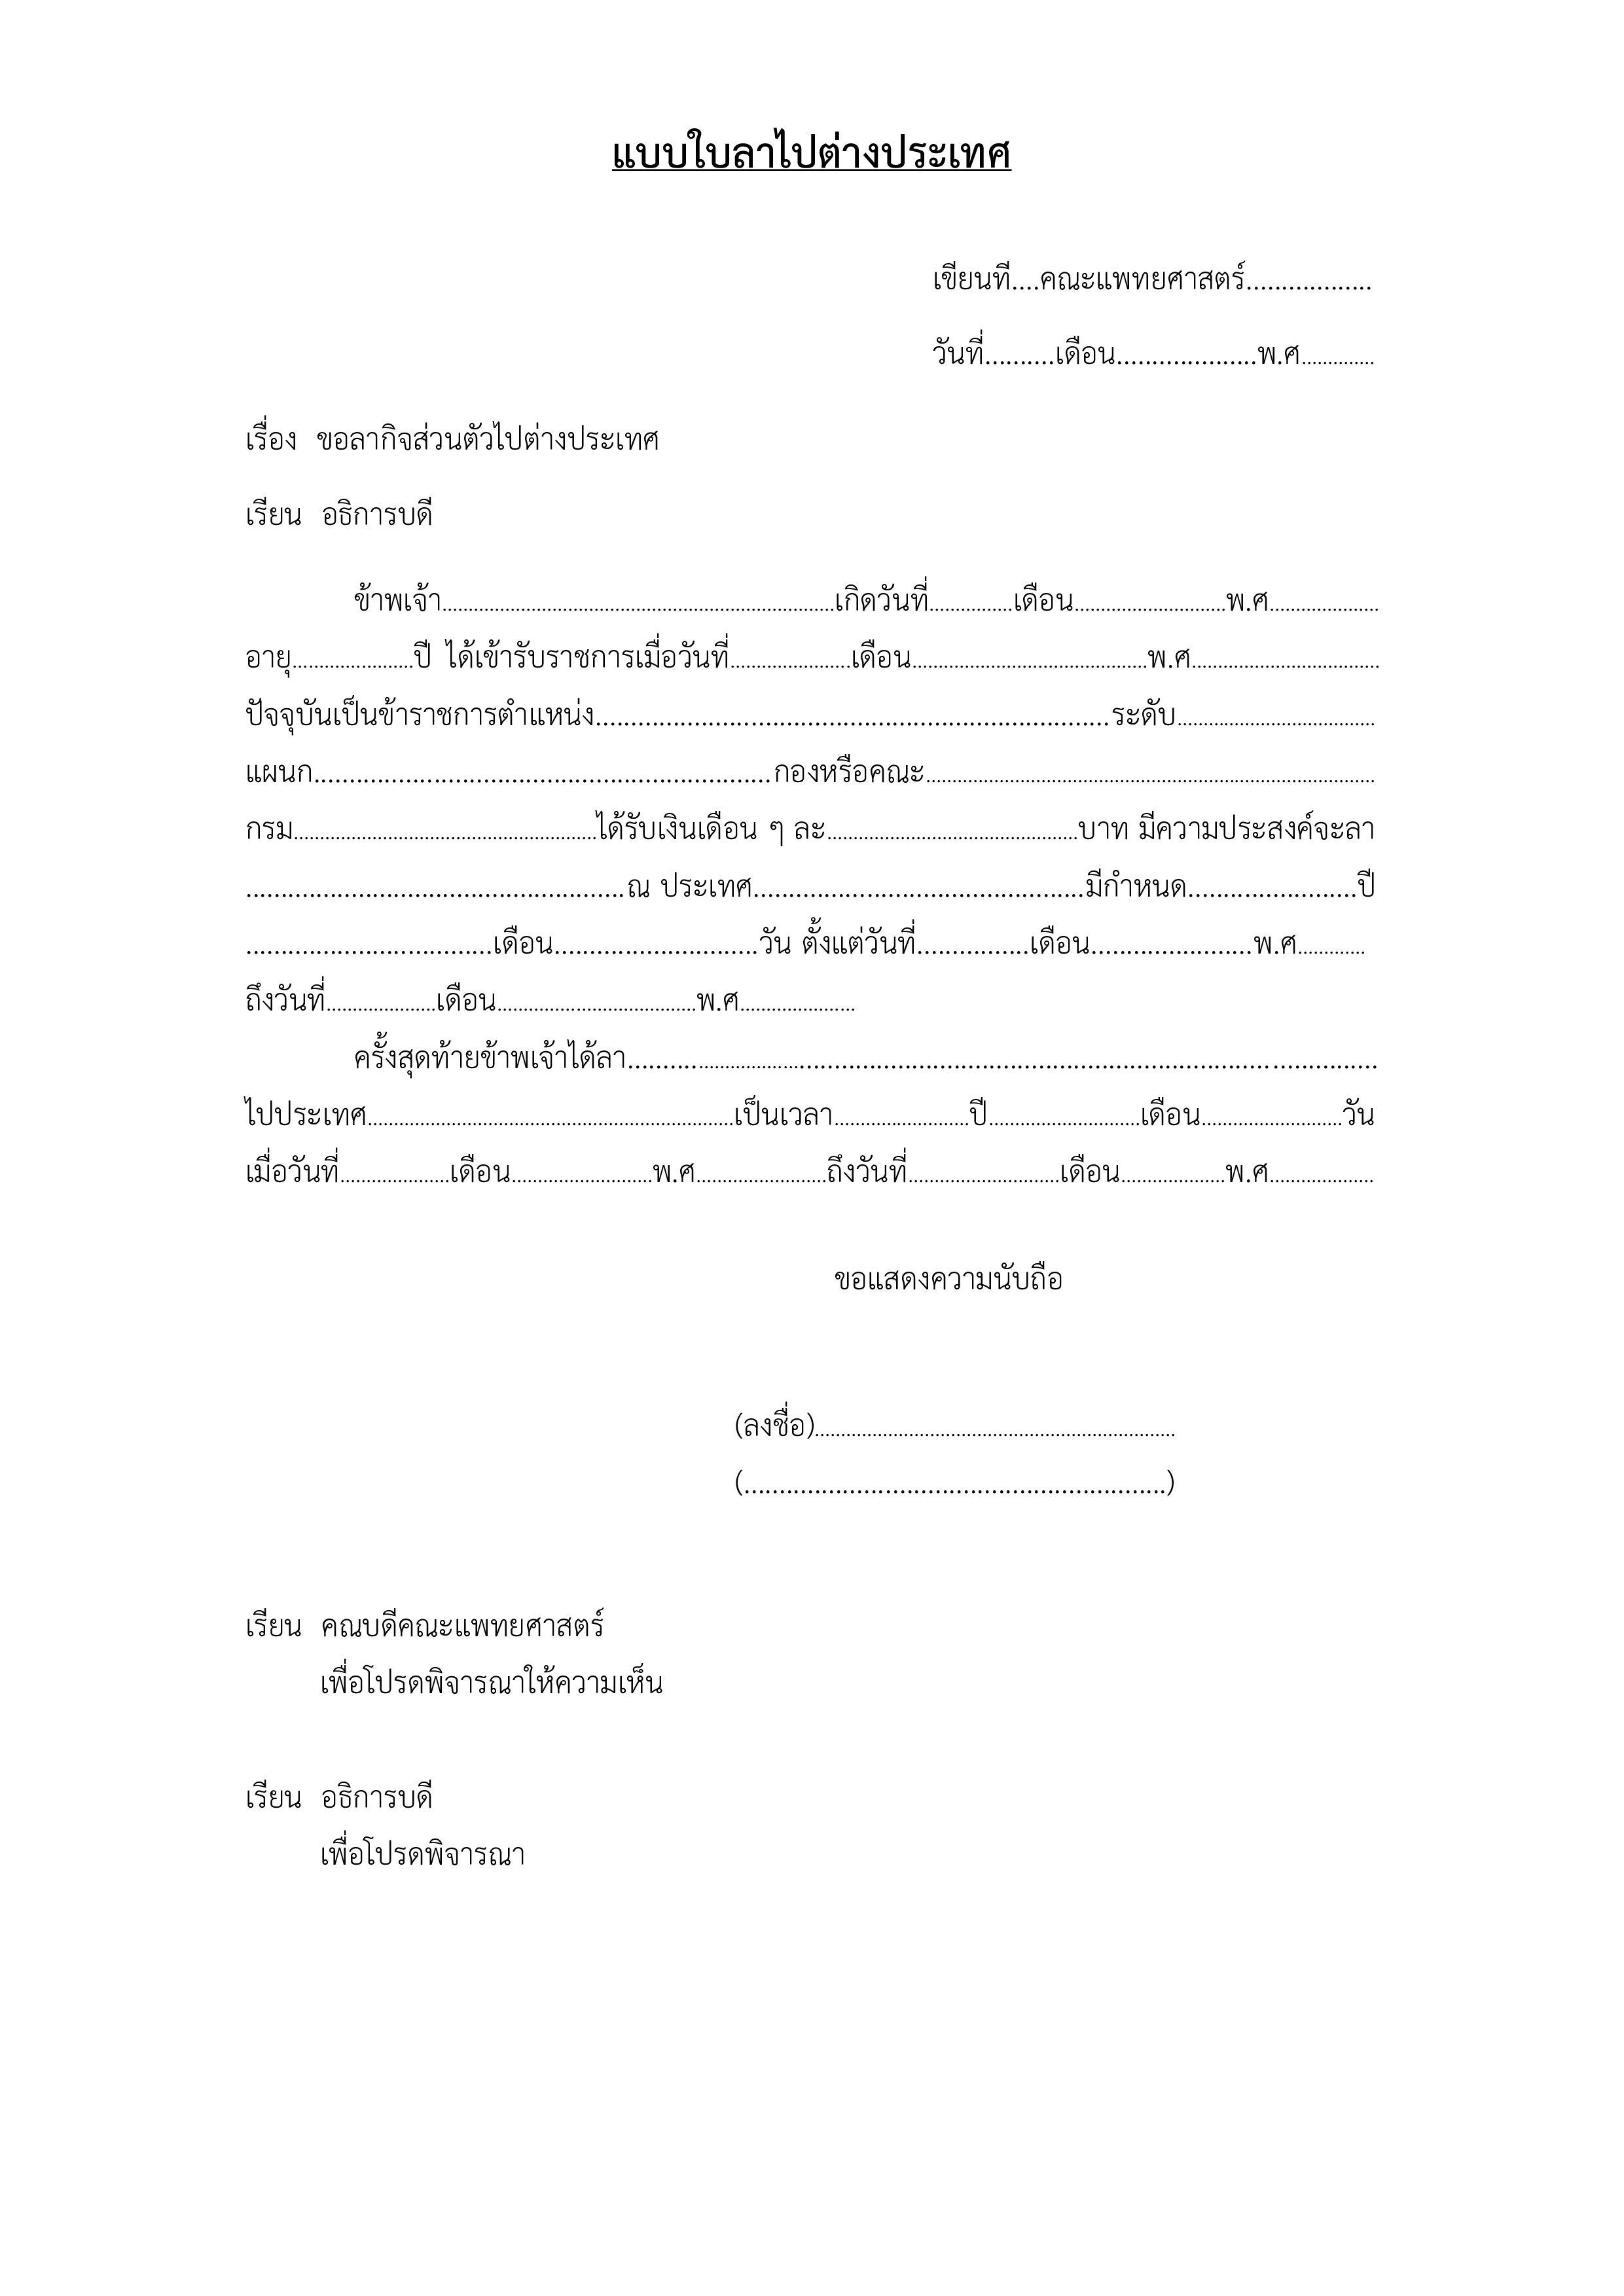 แบบใบลาไปต่างประเทศ
เขียนที่....คณะแพทยศาสตร์..................
วันที่..........เดือน....................พ.ศ..............
เรื่อง ขอลากิจส่วนตัวไปต่างประเทศ
เรียน อธิการบดี
ข้าพเจ้า...........................................................................เกิดวันที่................เดือน.............................พ.ศ.....................
อายุ.......................ปี ได้เข้ารับราชการเมื่อวันที่.......................เดือน.............................................พ.ศ....................................
ปัจจุบันเป็นข้าราชการตำแหน่ง.........................................................................ระดับ......................................
แผนก.................................................................กองหรือคณะ......................................................................................
กรม..........................................................ได้รับเงินเดือน ๆ ละ................................................บาท มีความประสงค์จะลา
......................................................ณ ประเทศ...............................................มีกำหนด........................ปี
...................................เดือน.............................วัน ตั้งแต่วันที่................เดือน.......................พ.ศ.............
ถึงวันที่.....................เดือน......................................พ.ศ......................
ครั้งสุดท้ายข้าพเจ้าได้ลา..............................................................................................................
ไปประเทศ......................................................................เป็นเวลา..........................ปี.............................เดือน...........................วัน
เมื่อวันที่.....................เดือน...........................พ.ศ.........................ถึงวันที่.............................เดือน....................พ.ศ....................
ขอแสดงความนับถือ
(ลงชื่อ).....................................................................
(............................................................)
เรียน คณบดีคณะแพทยศาสตร์
เพื่อโปรดพิจารณาให้ความเห็น
เรียน อธิการบดี
เพื่อโปรดพิจารณา